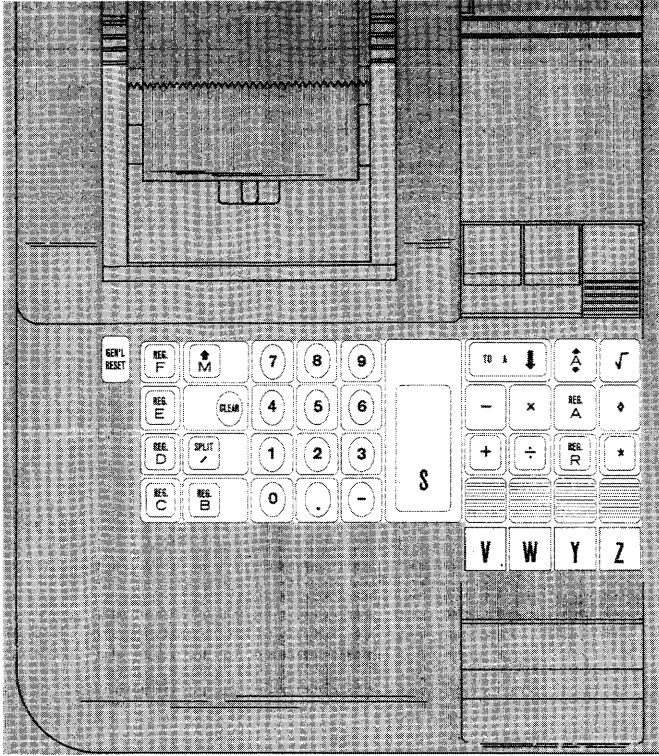 GEN'L
RESET
REG.
F
M
7
8
9
TO A
A
√
REG.
E
CLEAR
4
5
6
−
×
REG.
A
◊
REG.
D
SPLIT
/
1
2
3
+
÷
REG.
R
*
REG.
C
REG.
B
0
.
−
S
V
W
Y
Z